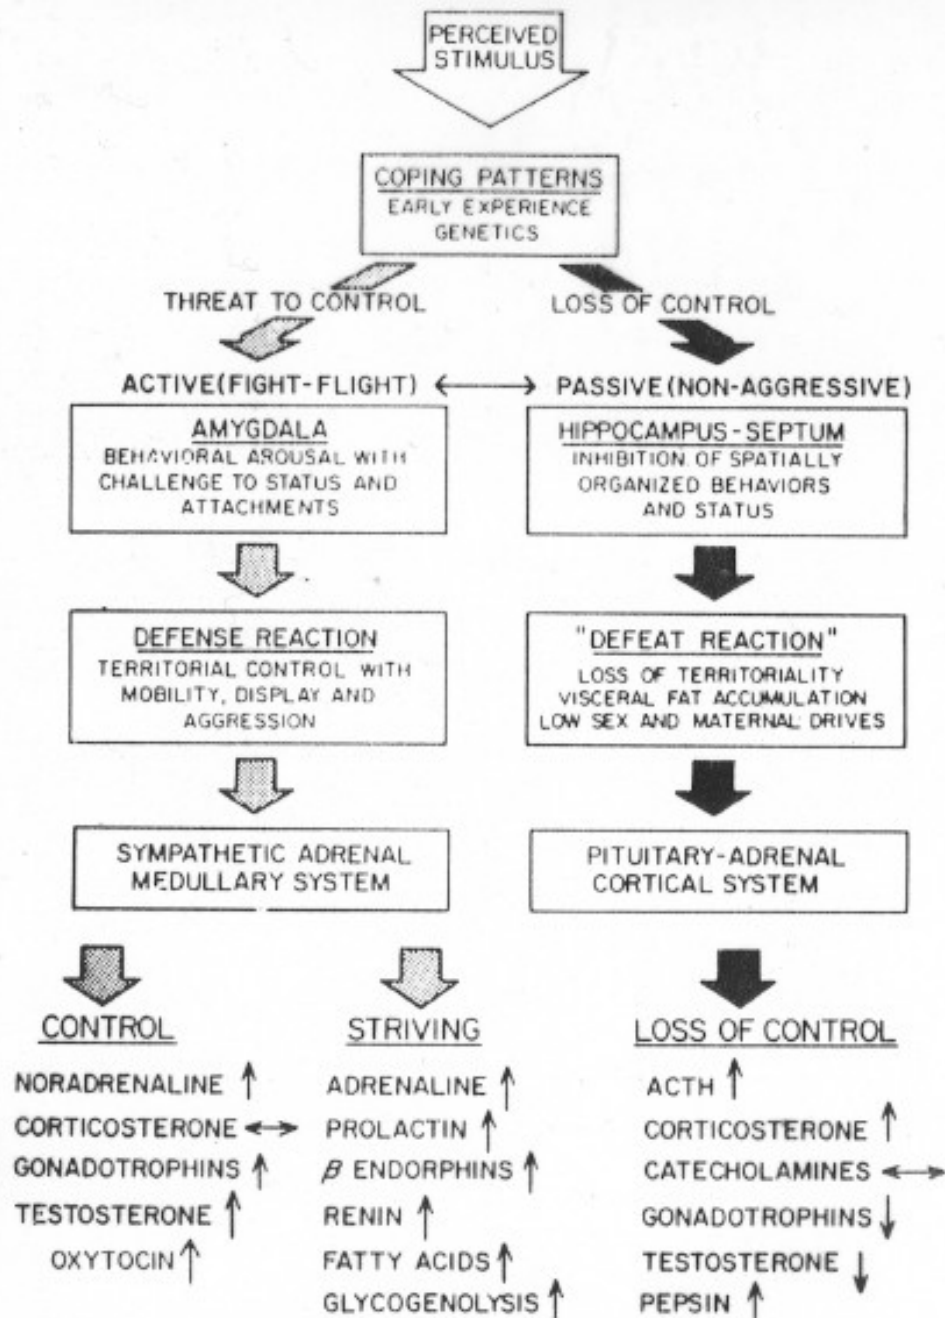 PERCEIVED
STIMULUS
COPING PATTERNS
EARLY EXPERIENCE
GENETICS
THREAT TO CONTROL
LOSS OF CONTROL
ACTIVE(FIGHT-FLIGHT) ↔ PASSIVE(NON-AGGRESSIVE)
AMYGDALA
BEHAVIORAL AROUSAL WITH
CHALLENGE TO STATUS AND
ATTACHMENTS
HIPPOCAMPUS-SEPTUM
INHIBITION OF SPATIALLY
ORGANIZED BEHAVIORS
AND STATUS
DEFENSE REACTION
TERRITORIAL CONTROL WITH
MOBILITY, DISPLAY AND
AGGRESSION
"DEFEAT REACTION"
LOSS OF TERRITORIALITY
VISCERAL FAT ACCUMULATION
LOW SEX AND MATERNAL DRIVES
SYMPATHETIC ADRENAL
MEDULLARY SYSTEM
PITUITARY-ADRENAL
CORTICAL SYSTEM
CONTROL
NORADRENALINE ↑
CORTICOSTERONE ↔
GONADOTROPHINS ↑
TESTOSTERONE ↑
OXYTOCIN ↑
STRIVING
ADRENALINE ↑
PROLACTIN ↑
β ENDORPHINS ↑
RENIN ↑
FATTY ACIDS ↑
GLYCOGENOLYSIS ↑
LOSS OF CONTROL
ACTH ↑
CORTICOSTERONE ↑
CATECHOLAMINES ↔
GONADOTROPHINS ↓
TESTOSTERONE ↓
PEPSIN ↑